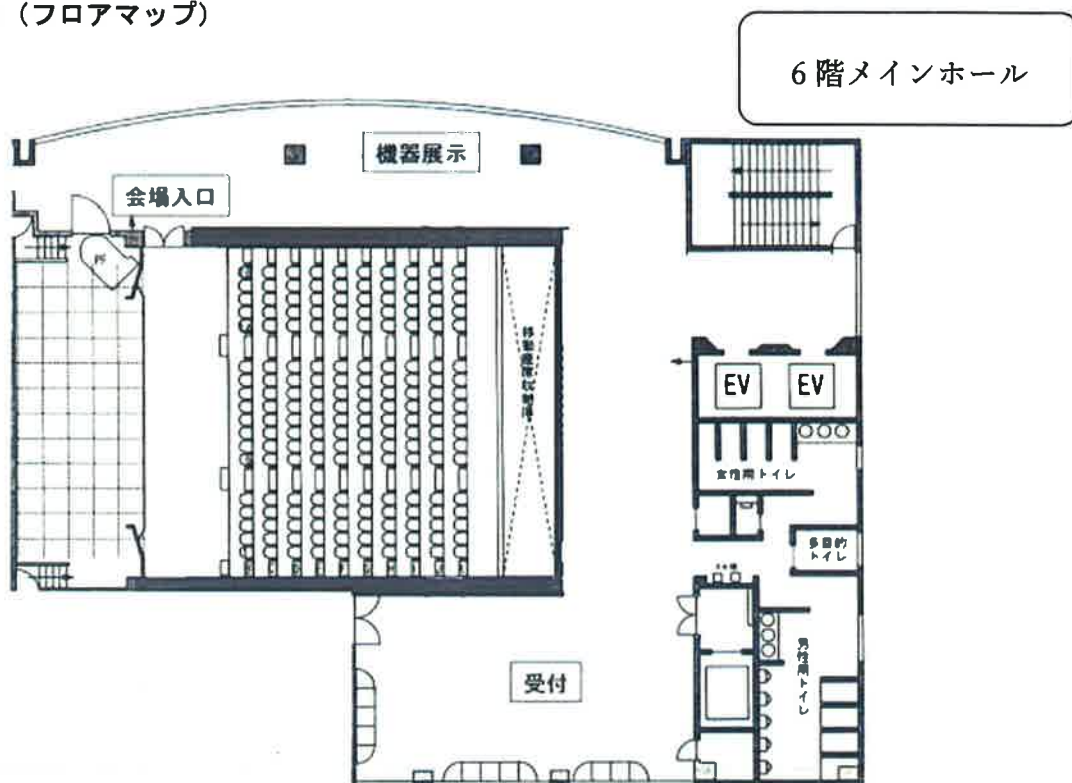 （フロアマップ）
6階メインホール
機器展示
会場入口
EV
EV
女性用トイレ
多目的
トイレ
男性用トイレ
受付